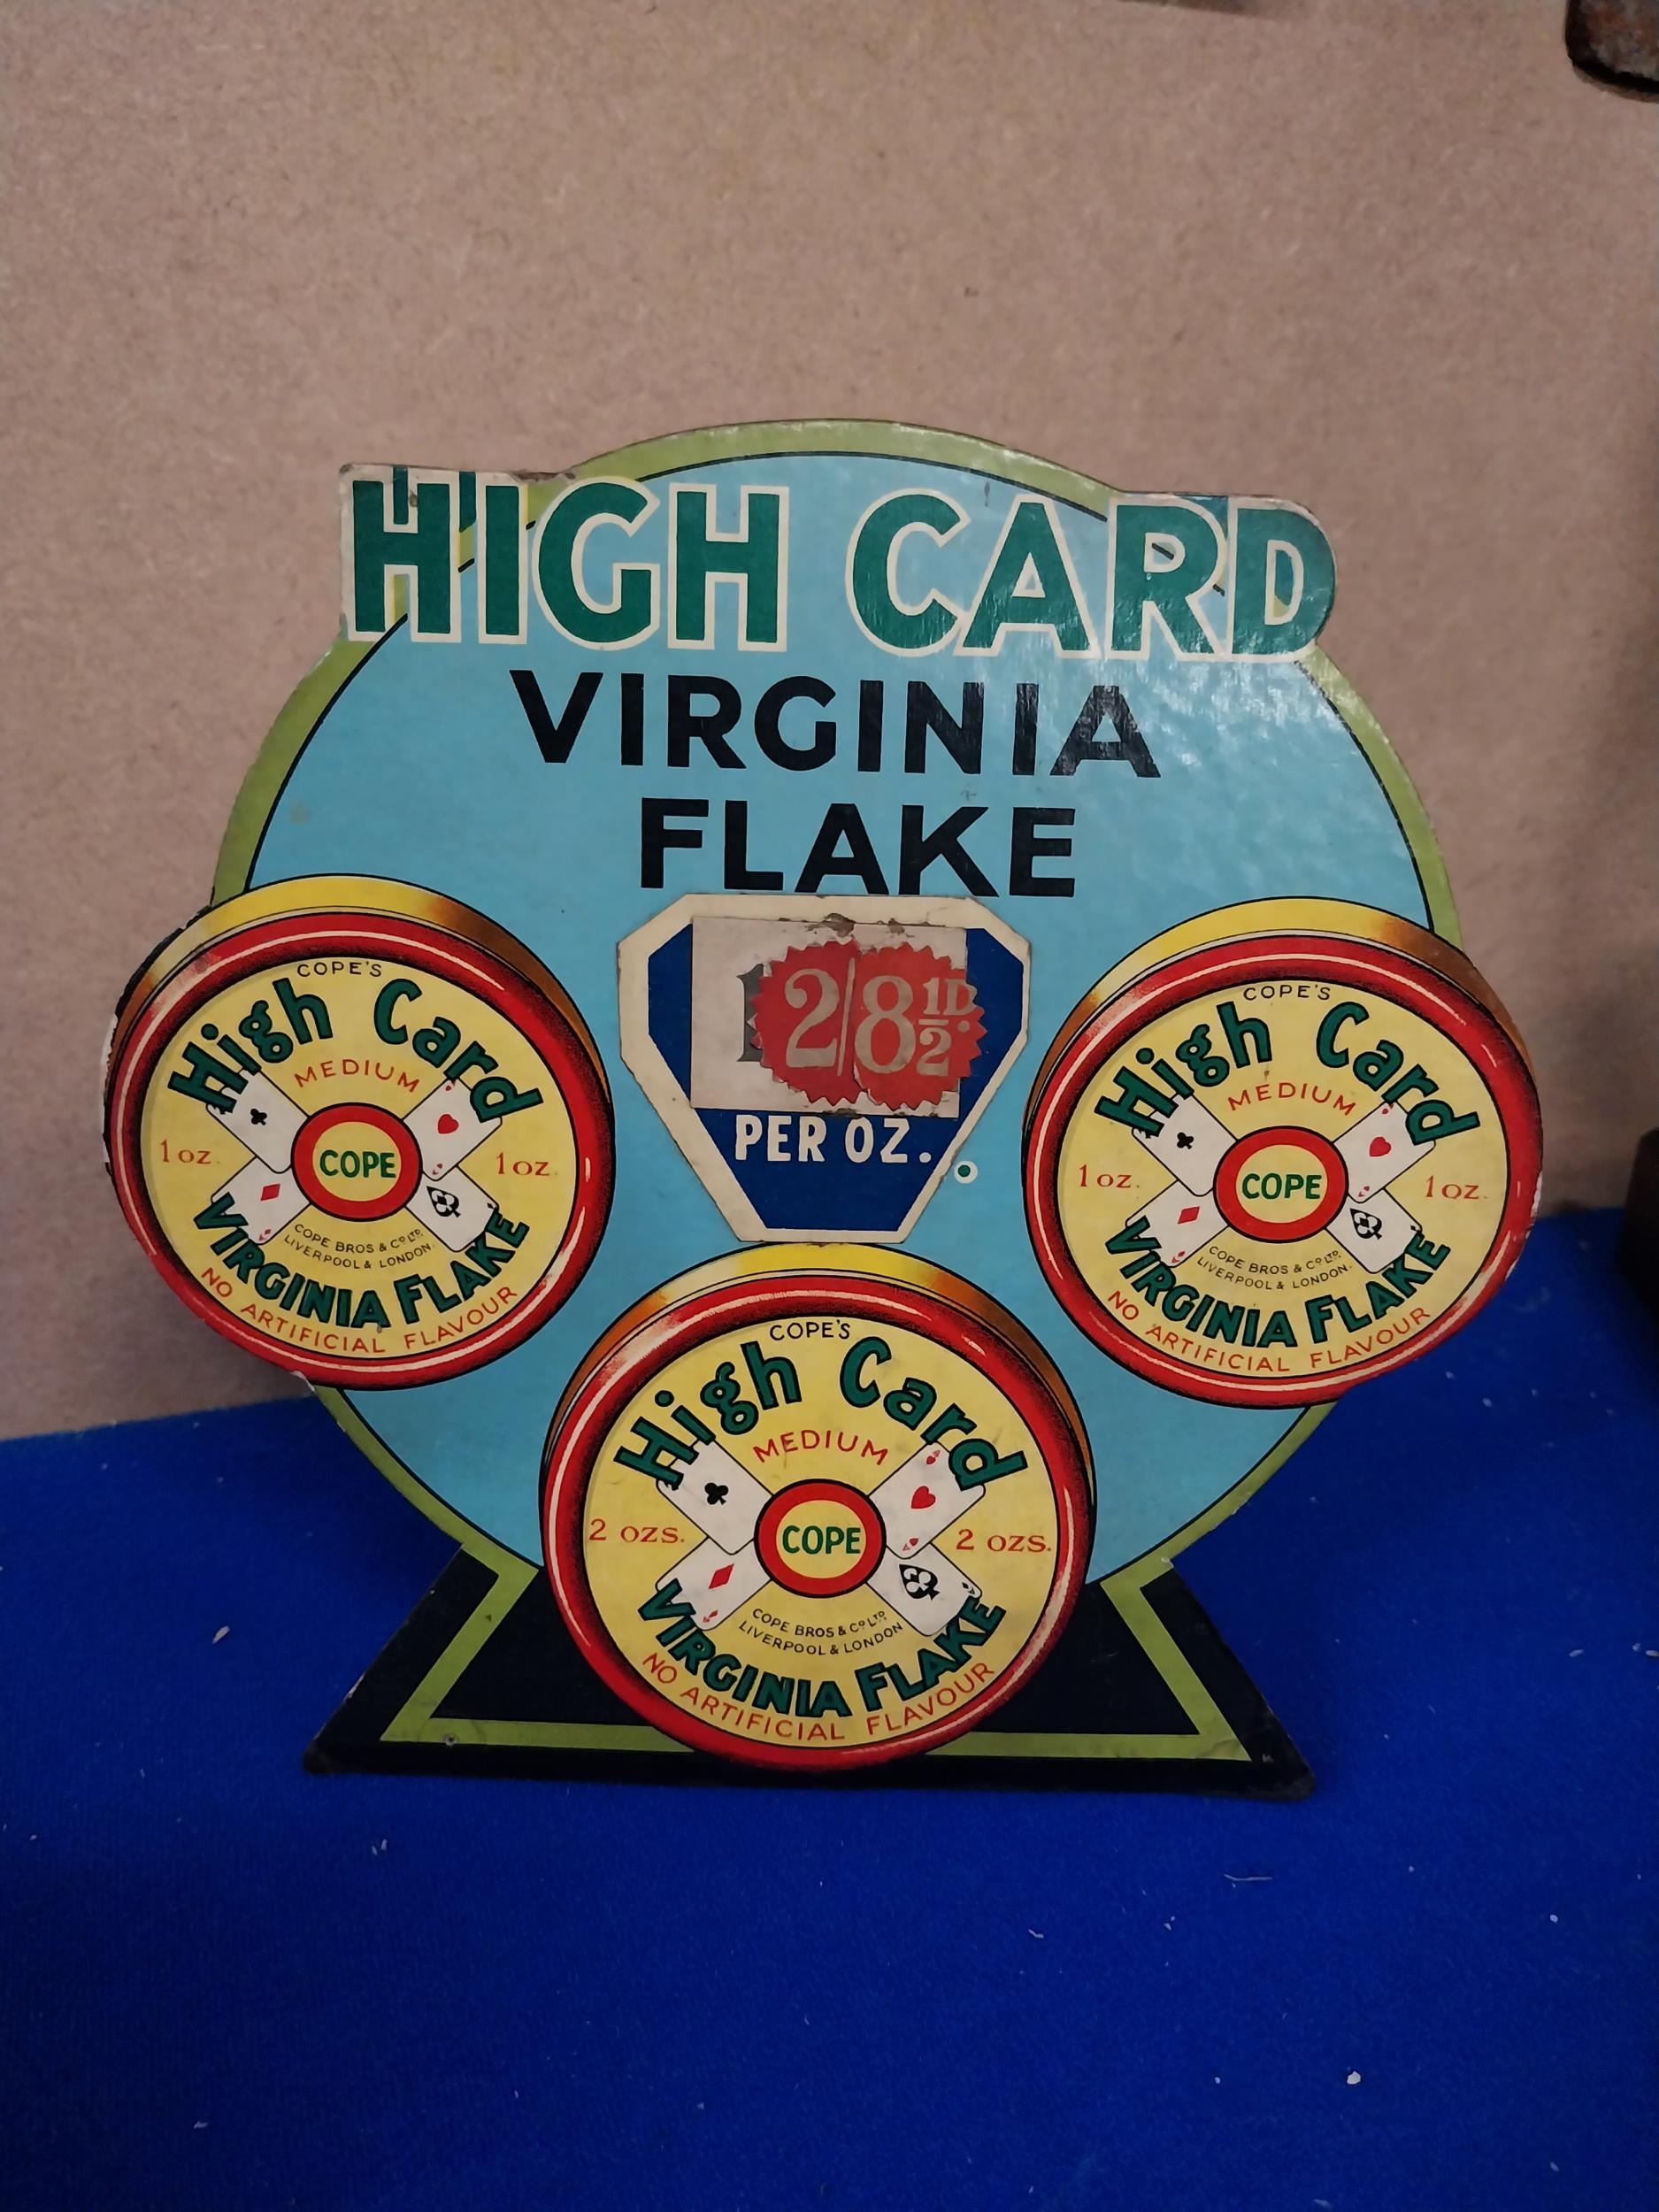 HIGH CARD
VIRGINIA
FLAKE
2/8 1/2D.
PER OZ.
COPE'S
High Card
MEDIUM
1 oz. 1 oz.
COPE
COPE BROS & Co LTD
LIVERPOOL & LONDON.
VIRGINIA FLAKE
NO ARTIFICIAL FLAVOUR
COPE'S
High Card
MEDIUM
1 oz. 1 oz.
COPE
COPE BROS & Co LTD
LIVERPOOL & LONDON.
VIRGINIA FLAKE
NO ARTIFICIAL FLAVOUR
COPE'S
High Card
MEDIUM
2 ozs. 2 ozs.
COPE
COPE BROS & Co LTD
LIVERPOOL & LONDON
VIRGINIA FLAKE
NO ARTIFICIAL FLAVOUR